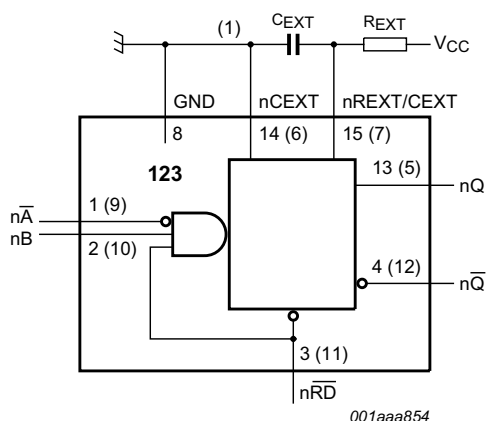 (1)
CEXT
REXT
VCC
GND
nCEXT
nREXT/CEXT
8
14 (6)
15 (7)
123
13 (5)
nQ
nA̅
1 (9)
nB
2 (10)
4 (12)
nQ̅
3 (11)
nR̅D̅
001aaa854